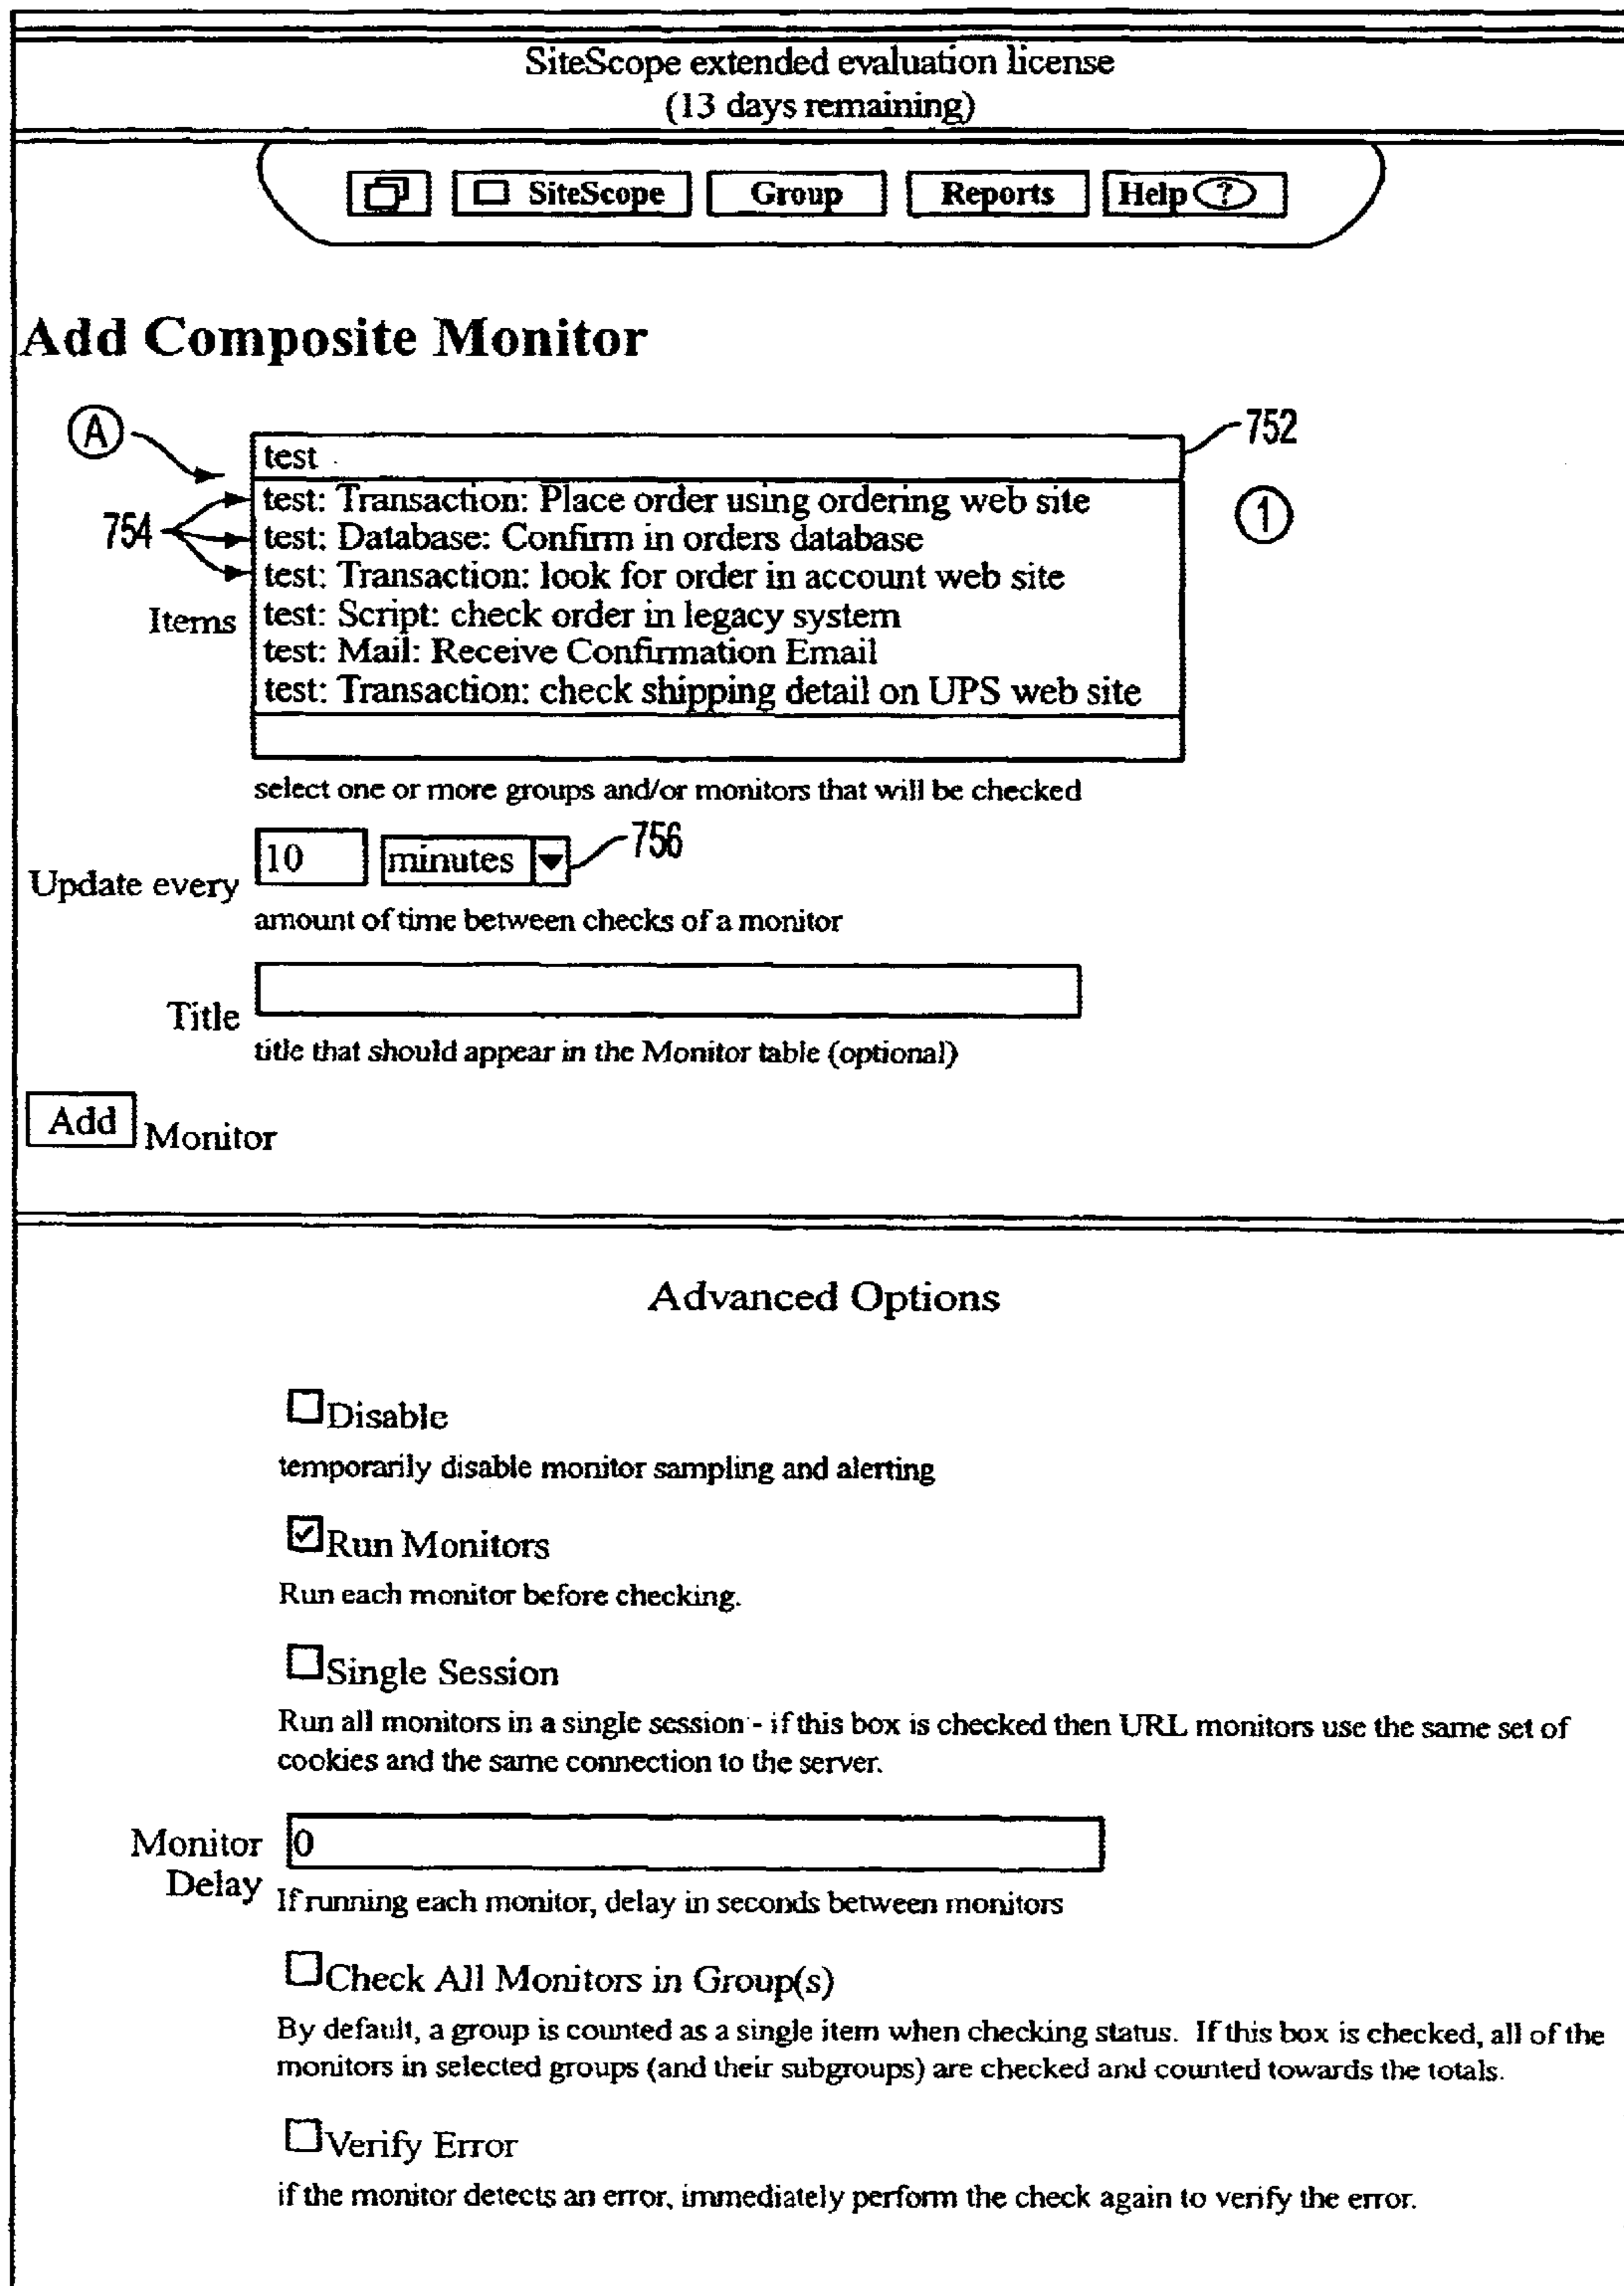 SiteScope extended evaluation license
(13 days remaining)
SiteScope Group Reports Help ?
Add Composite Monitor
A
752
test
1
754
test: Transaction: Place order using ordering web site
test: Database: Confirm in orders database
test: Transaction: look for order in account web site
Items
test: Script: check order in legacy system
test: Mail: Receive Confirmation Email
test: Transaction: check shipping detail on UPS web site
select one or more groups and/or monitors that will be checked
Update every 10 minutes 756
amount of time between checks of a monitor
Title
title that should appear in the Monitor table (optional)
Add Monitor
Advanced Options
Disable
temporarily disable monitor sampling and alerting
Run Monitors
Run each monitor before checking.
Single Session
Run all monitors in a single session - if this box is checked then URL monitors use the same set of
cookies and the same connection to the server.
Monitor 0
Delay
If running each monitor, delay in seconds between monitors
Check All Monitors in Group(s)
By default, a group is counted as a single item when checking status. If this box is checked, all of the
monitors in selected groups (and their subgroups) are checked and counted towards the totals.
Verify Error
if the monitor detects an error, immediately perform the check again to verify the error.